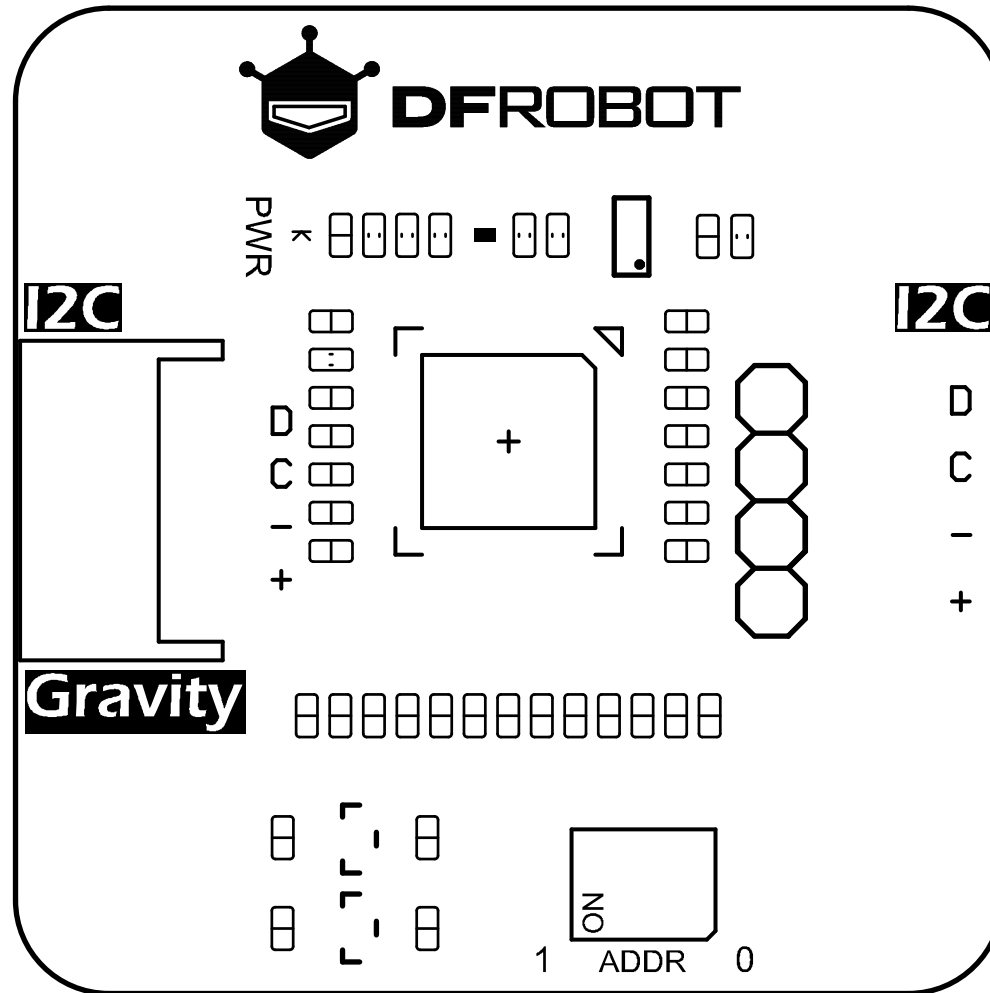 DFROBOT
PWR K
I2C
I2C
D
C
-
+
D
C
-
+
Gravity
ON
1 ADDR 0